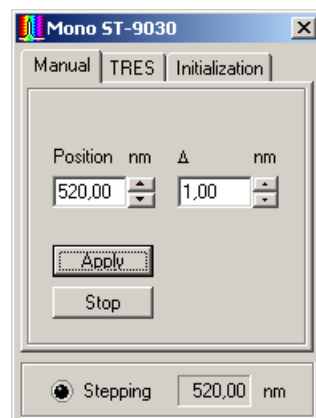 Mono ST-9030
Manual TRES Initialization
Position nm Δ nm
520,00 1,00
Apply
Stop
Stepping 520,00 nm